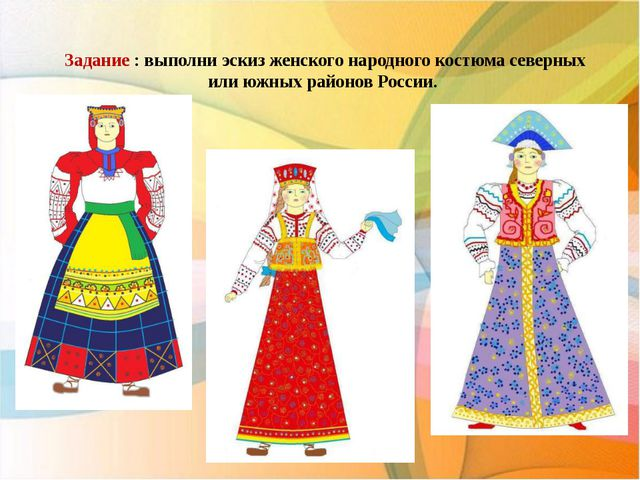 Задание : выполни эскиз женского народного костюма северных
или южных районов России.